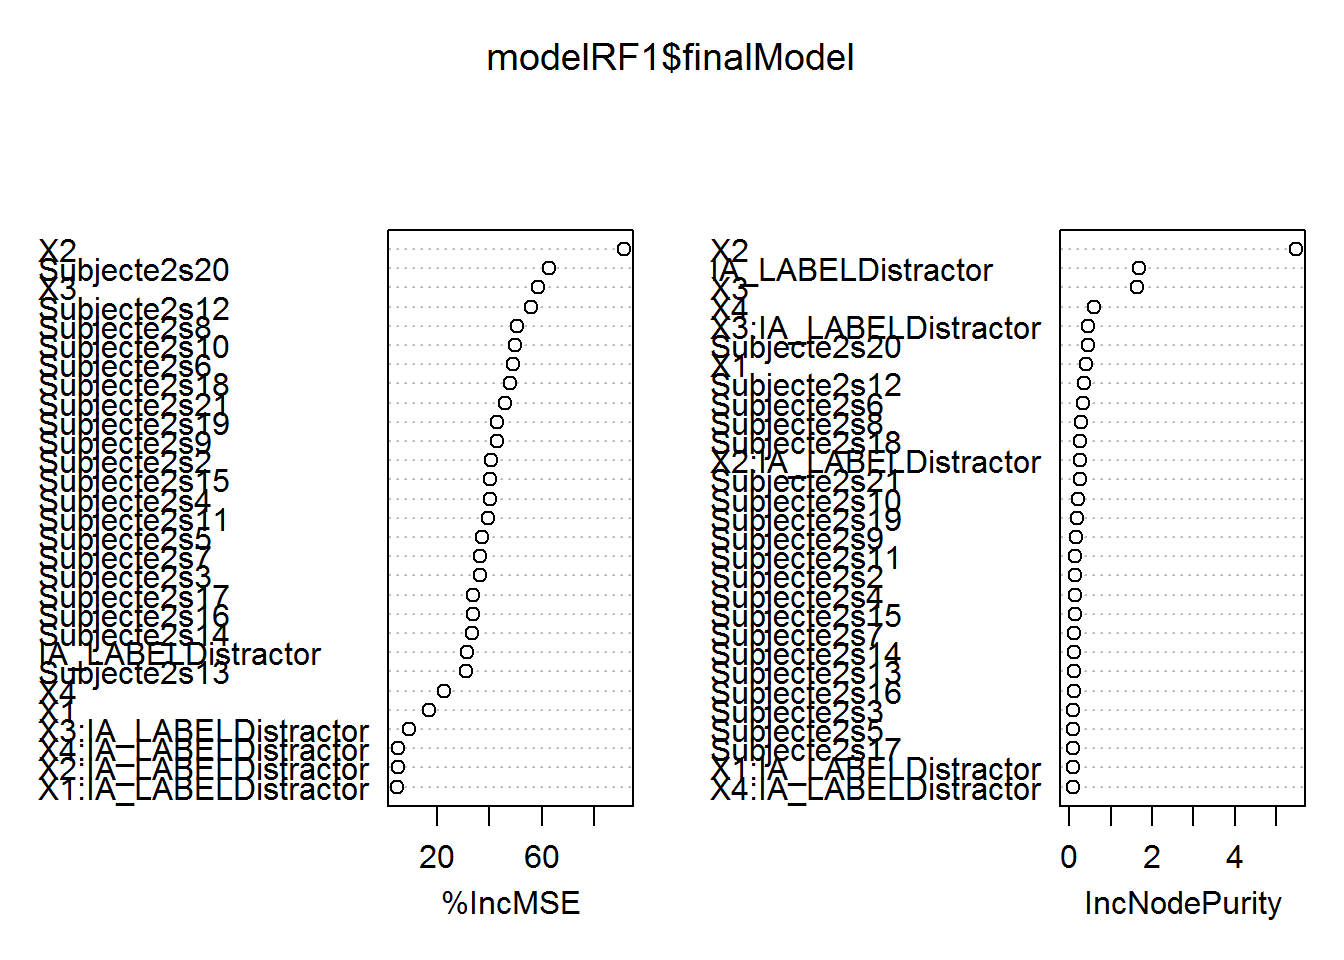 modelRF1$finalModel
X2
Subjecte2s20
X3
Subjecte2s12
Subjecte2s8
Subjecte2s10
Subjecte2s6
Subjecte2s18
Subjecte2s21
Subjecte2s19
Subjecte2s9
Subjecte2s2
Subjecte2s15
Subjecte2s4
Subjecte2s11
Subjecte2s5
Subjecte2s7
Subjecte2s3
Subjecte2s17
Subjecte2s16
Subjecte2s14
IA_LABELDistractor
Subjecte2s13
X4
X1
X3:IA_LABELDistractor
X4:IA_LABELDistractor
X2:IA_LABELDistractor
X1:IA_LABELDistractor
20 60
%IncMSE
X2
IA_LABELDistractor
X3
X4
X3:IA_LABELDistractor
Subjecte2s20
X1
Subjecte2s12
Subjecte2s6
Subjecte2s8
Subjecte2s18
X2:IA_LABELDistractor
Subjecte2s21
Subjecte2s10
Subjecte2s19
Subjecte2s9
Subjecte2s11
Subjecte2s2
Subjecte2s4
Subjecte2s15
Subjecte2s7
Subjecte2s14
Subjecte2s13
Subjecte2s16
Subjecte2s3
Subjecte2s5
Subjecte2s17
X1:IA_LABELDistractor
X4:IA_LABELDistractor
0 2 4
IncNodePurity